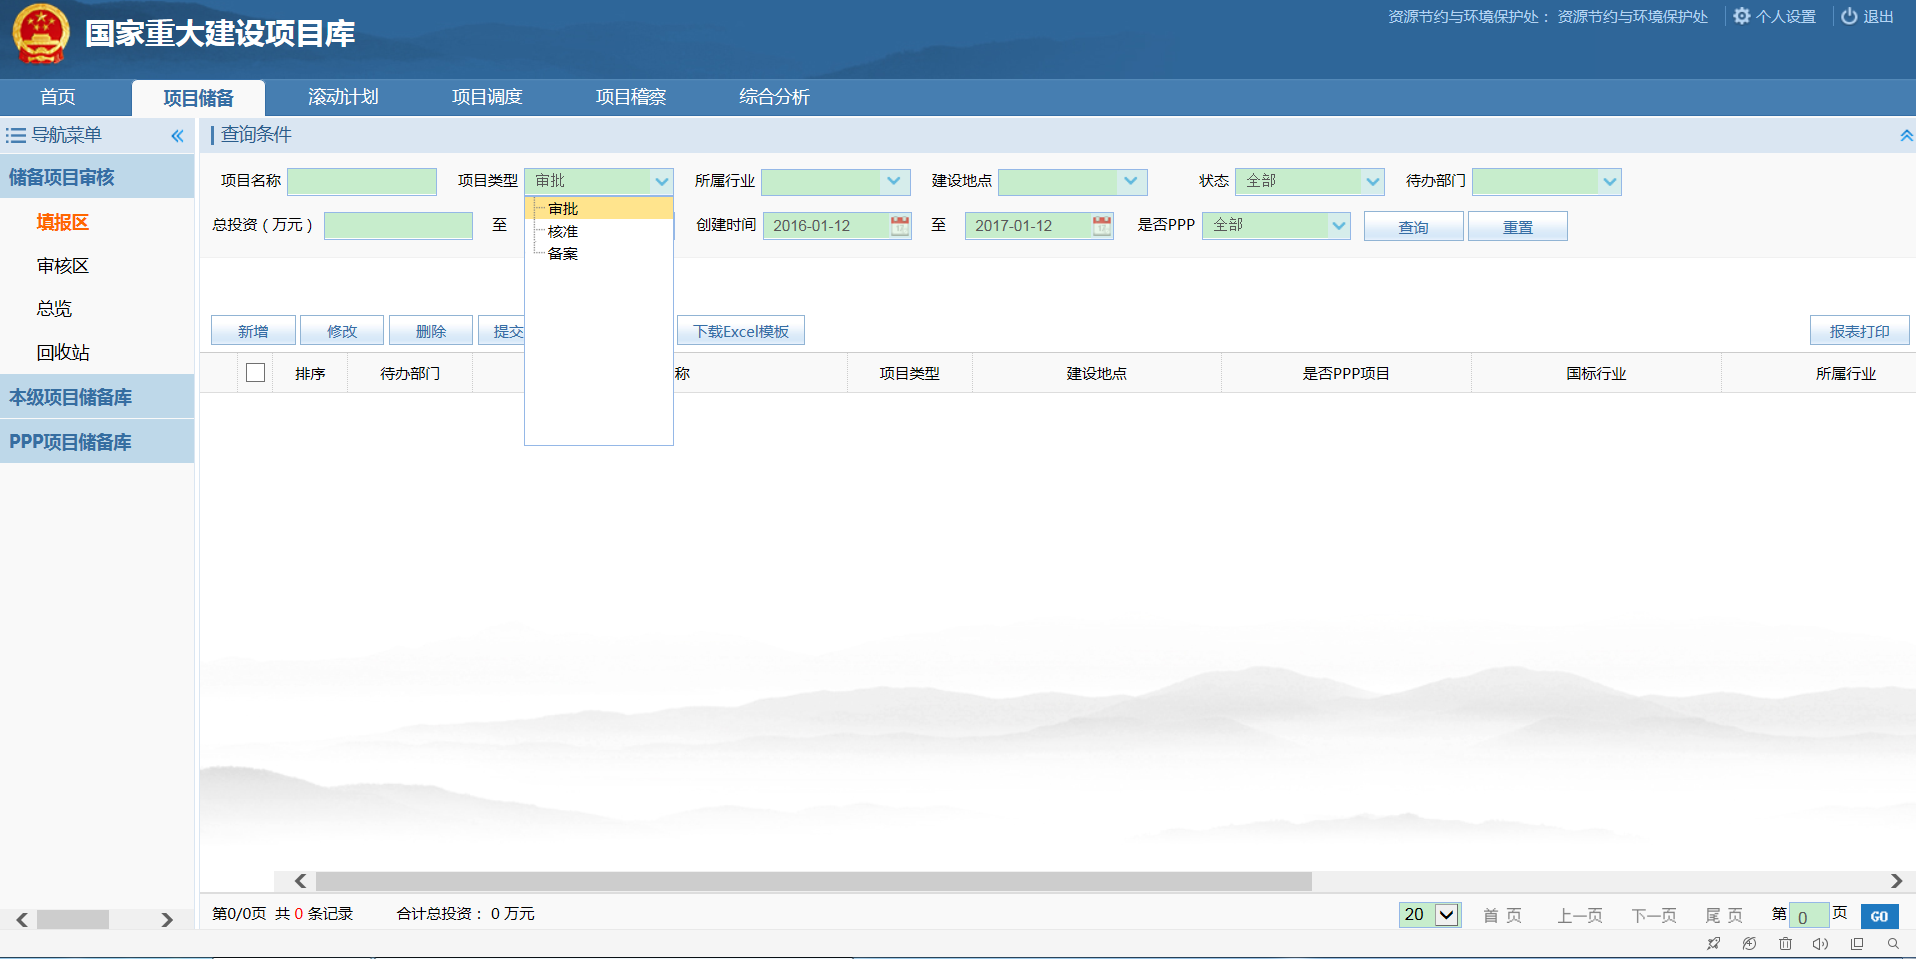 国家重大建设项目库
资源节约与环境保护处： 资源节约与环境保护处 个人设置 退出
首页 项目储备 滚动计划 项目调度 项目稽察 综合分析
导航菜单
储备项目审核
填报区
审核区
总览
回收站
本级项目储备库
PPP项目储备库
查询条件
项目名称 项目类型 审批 所属行业 建设地点 状态 全部 待办部门
审批
核准
备案
总投资（万元） 至 创建时间 2016-01-12 至 2017-01-12 是否PPP 全部 查询 重置
新增 修改 删除 提交 下载Excel模板 报表打印
排序 待办部门 称 项目类型 建设地点 是否PPP项目 国标行业 所属行业
第0/0页 共 0 条记录 合计总投资： 0 万元 20 首 页 上一页 下一页 尾 页 第 0 页 GO